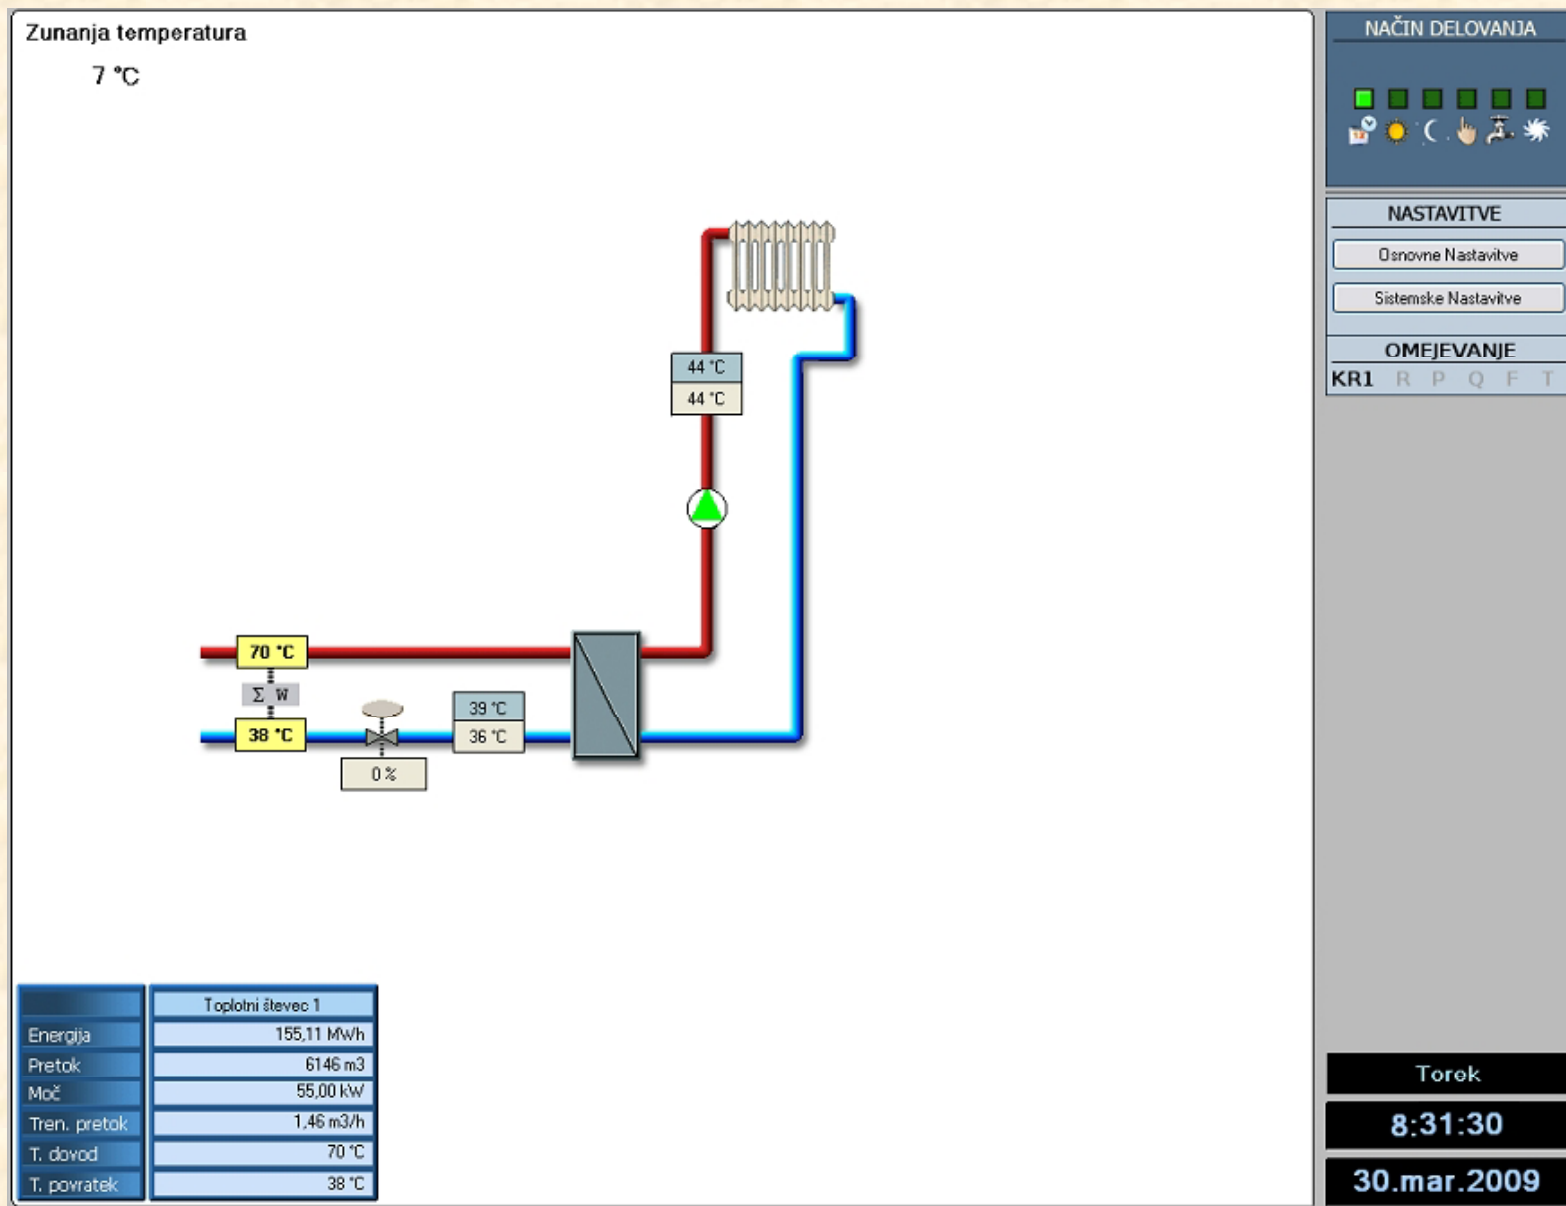 Zunanja temperatura
7 °C
44 °C
44 °C
70 °C
Σ W
38 °C
39 °C
36 °C
0 %
Toplotni števec 1
Energija 155,11 MWh
Pretok 6146 m3
Moč 55,00 kW
Tren. pretok 1,46 m3/h
T. dovod 70 °C
T. povratek 38 °C
NAČIN DELOVANJA
12
NASTAVITVE
Osnovne Nastavitve
Sistemske Nastavitve
OMEJEVANJE
KR1 R P Q F T
Torek
8:31:30
30.mar.2009